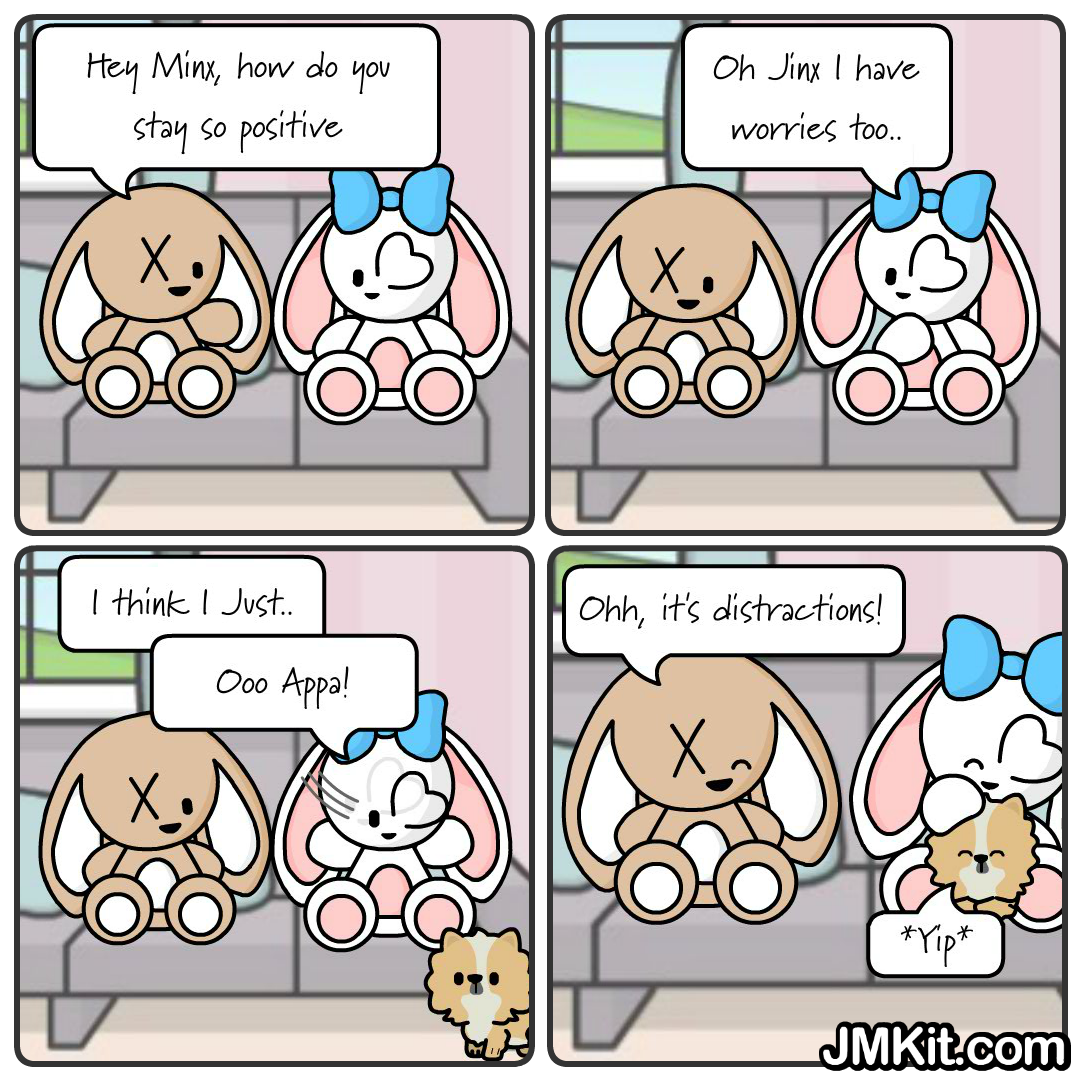 Hey Minx, how do you
stay so positive
Oh Jinx I have
worries too..
I think I Just..
Ooo Appa!
Ohh, it's distractions!
*Yip*
JMKit.com